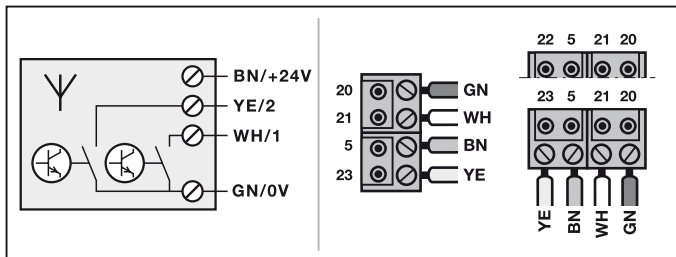 BN/+24V
YE/2
WH/1
GN/0V
20 GN
21 WH
5 BN
23 YE
22 5 21 20
23 5 21 20
YE BN WH GN